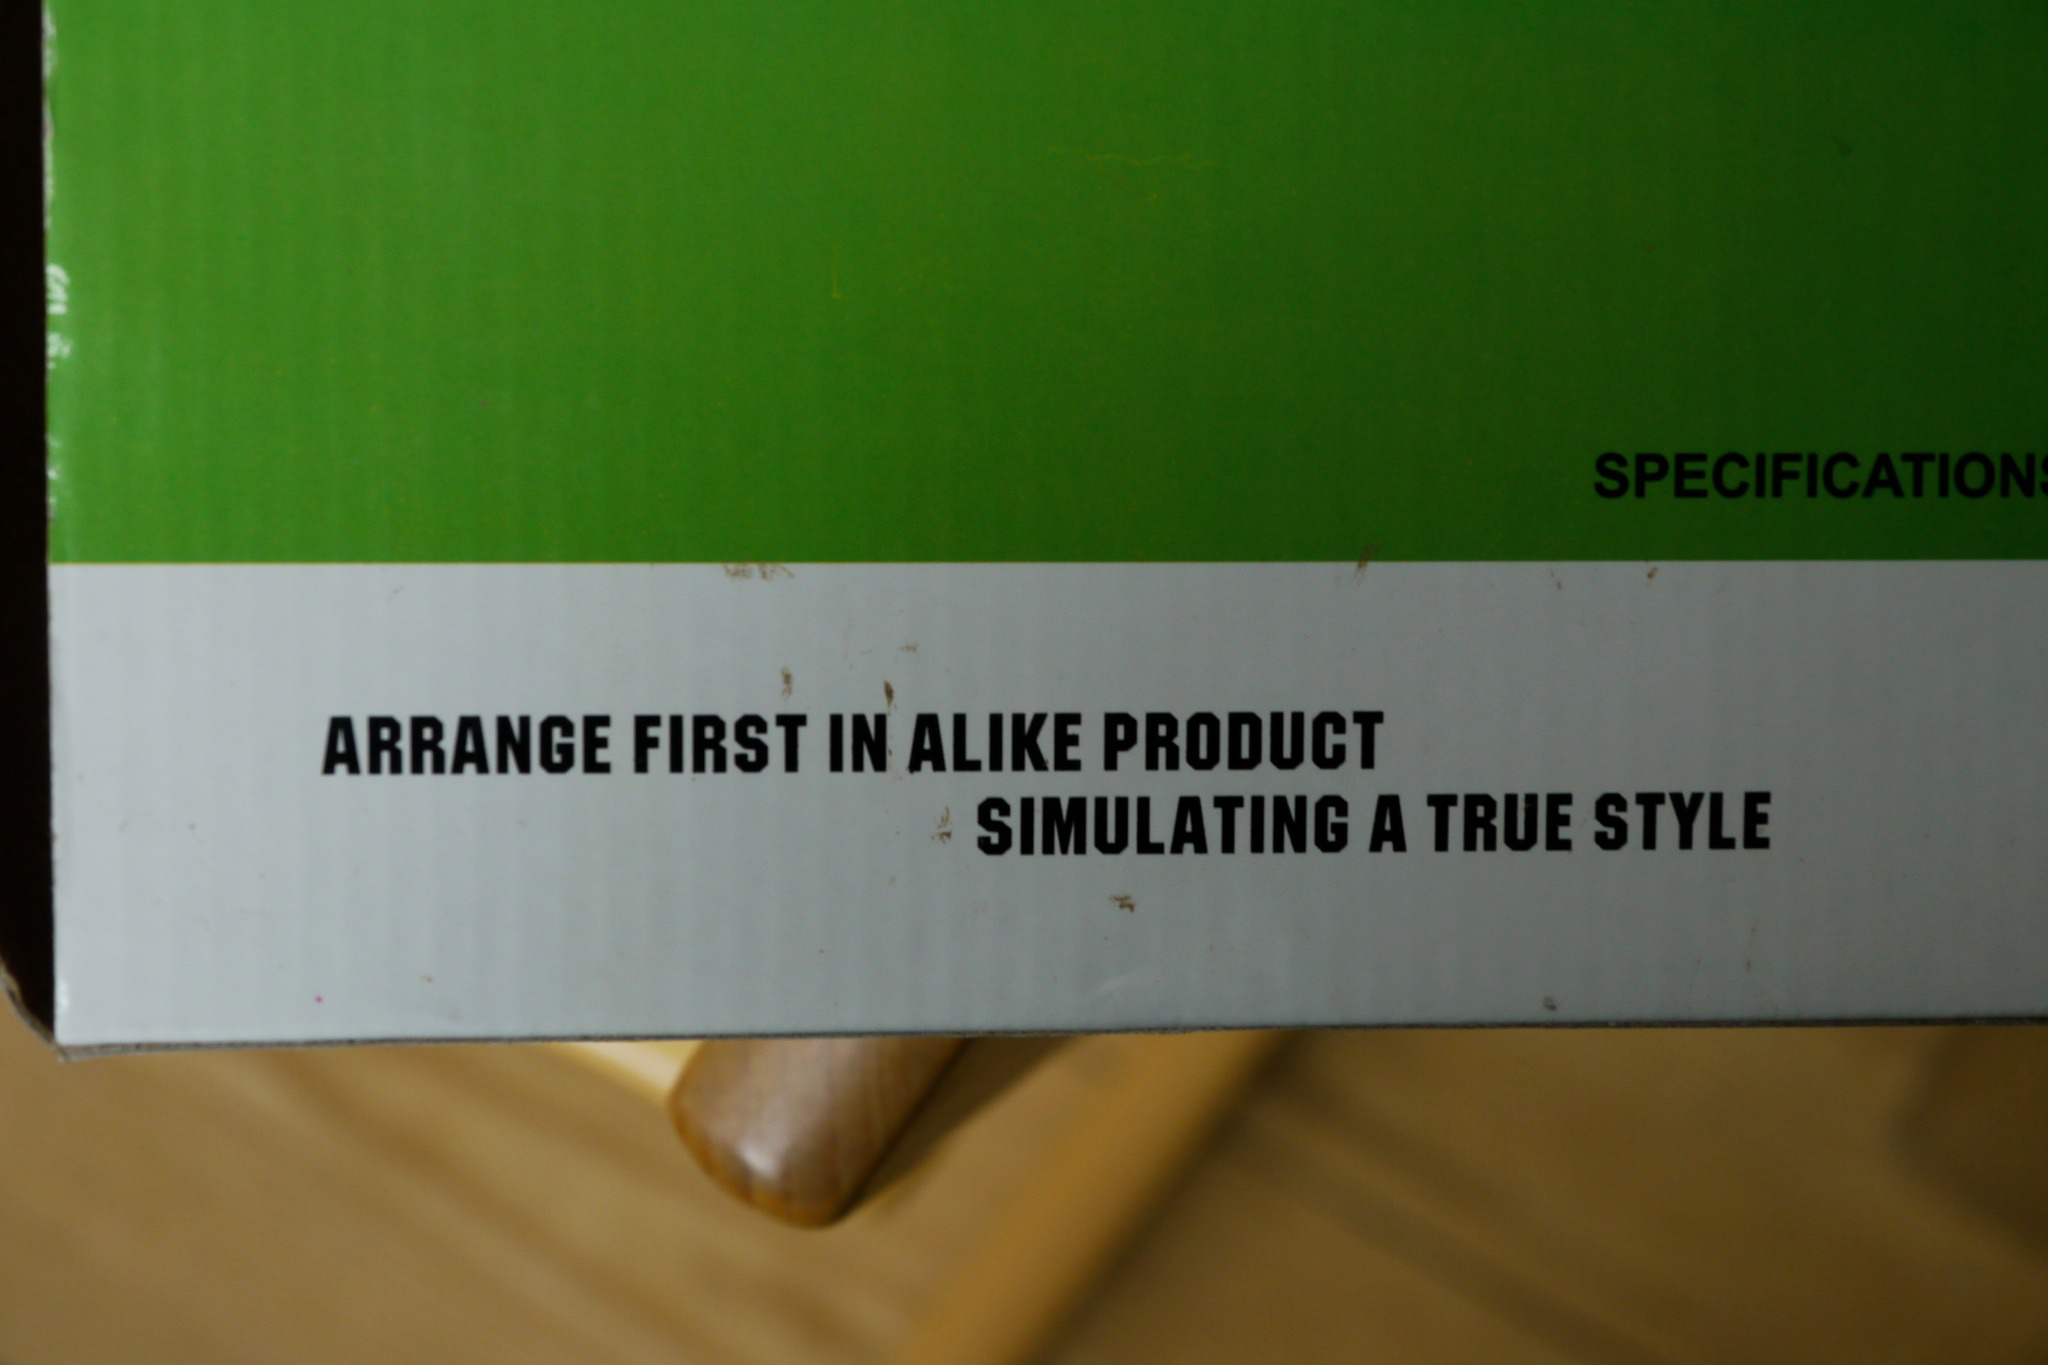 SPECIFICATIONS
ARRANGE FIRST IN ALIKE PRODUCT
SIMULATING A TRUE STYLE